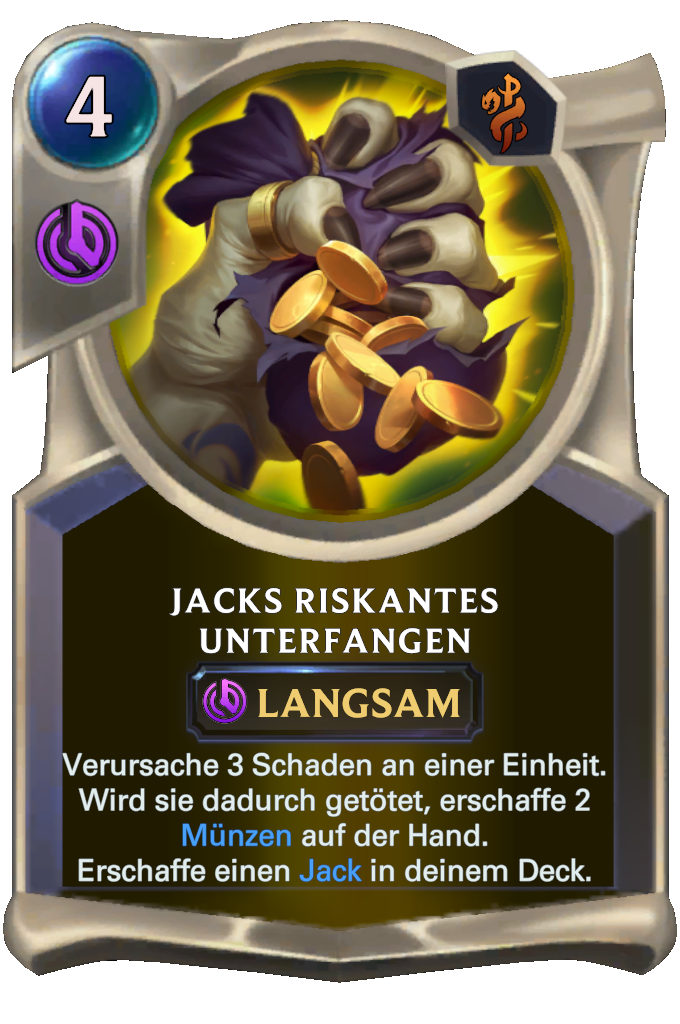 4
JACKS RISKANTES
UNTERFANGEN
LANGSAM
Verursache 3 Schaden an einer Einheit.
Wird sie dadurch getötet, erschaffe 2
Münzen auf der Hand.
Erschaffe einen Jack in deinem Deck.